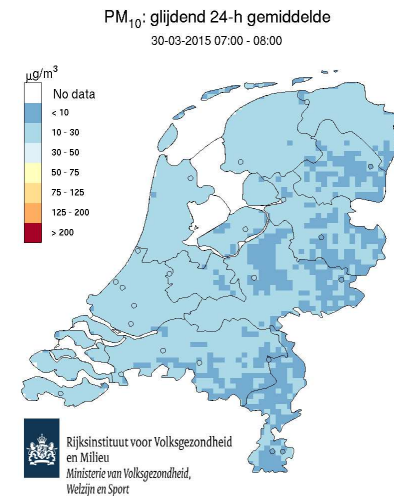 PM10: glijdend 24-h gemiddelde
30-03-2015 07:00 - 08:00
μg/m3
No data
< 10
10 - 30
30 - 50
50 - 75
75 - 125
125 - 200
> 200
Rijksinstituut voor Volksgezondheid
en Milieu
Ministerie van Volksgezondheid,
Welzijn en Sport